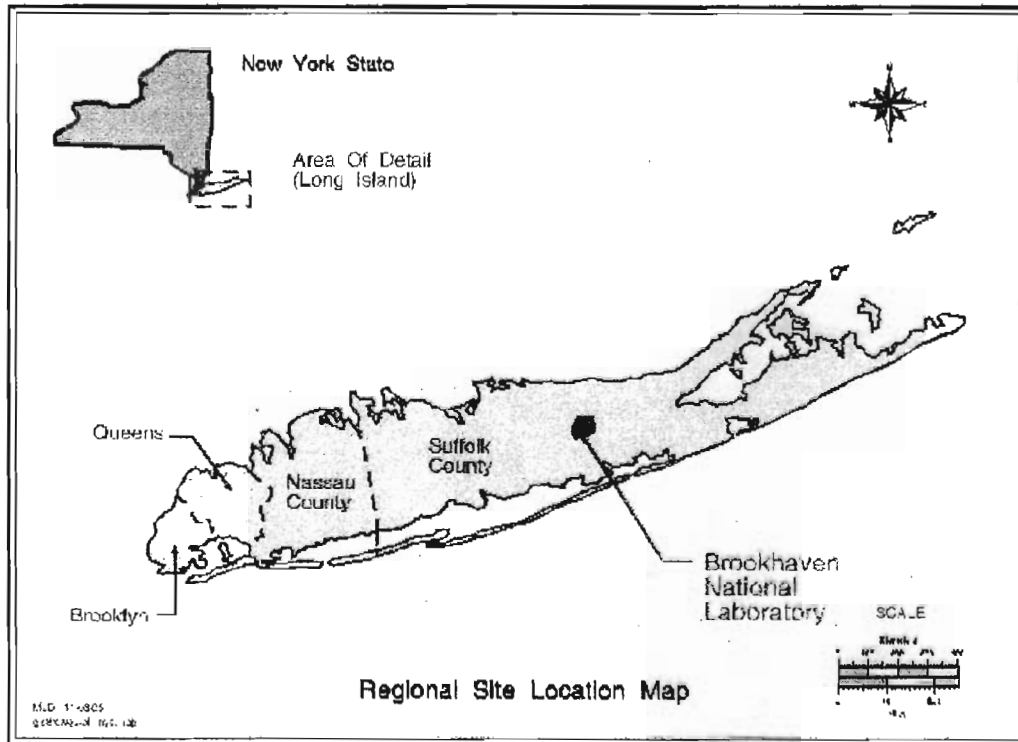 New York State
Area Of Detail
(Long Island)
N
W
E
S
Queens
Nassau
County
Suffolk
County
Brooklyn
Brookhaven
National
Laboratory
SCALE
Regional Site Location Map